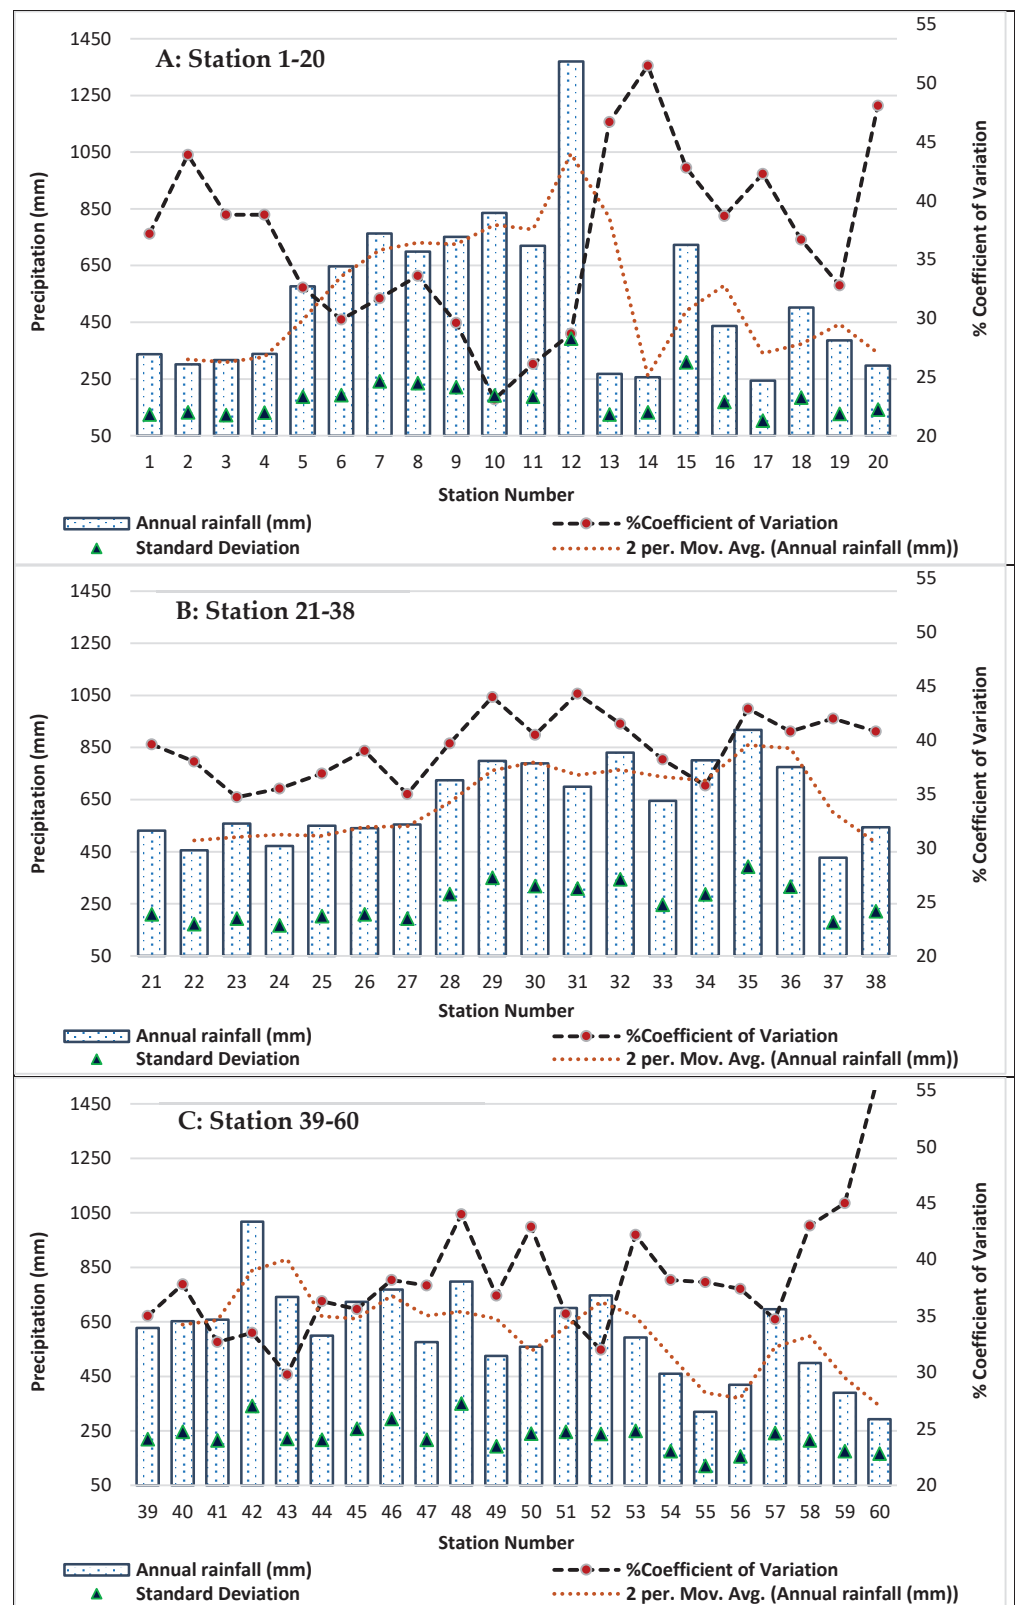 A: Station 1-20
Precipitation (mm)
1450
1250
1050
850
650
450
250
50
55
50
45
40
35
30
25
20
% Coefficient of Variation
1 2 3 4 5 6 7 8 9 10 11 12 13 14 15 16 17 18 19 20
Station Number
Annual rainfall (mm)
%Coefficient of Variation
Standard Deviation
2 per. Mov. Avg. (Annual rainfall (mm))
B: Station 21-38
Precipitation (mm)
1450
1250
1050
850
650
450
250
50
55
50
45
40
35
30
25
20
% Coefficient of Variation
21 22 23 24 25 26 27 28 29 30 31 32 33 34 35 36 37 38
Station Number
Annual rainfall (mm)
%Coefficient of Variation
Standard Deviation
2 per. Mov. Avg. (Annual rainfall (mm))
C: Station 39-60
Precipitation (mm)
1450
1250
1050
850
650
450
250
50
55
50
45
40
35
30
25
20
% Coefficient of Variation
39 40 41 42 43 44 45 46 47 48 49 50 51 52 53 54 55 56 57 58 59 60
Station Number
Annual rainfall (mm)
%Coefficient of Variation
Standard Deviation
2 per. Mov. Avg. (Annual rainfall (mm))